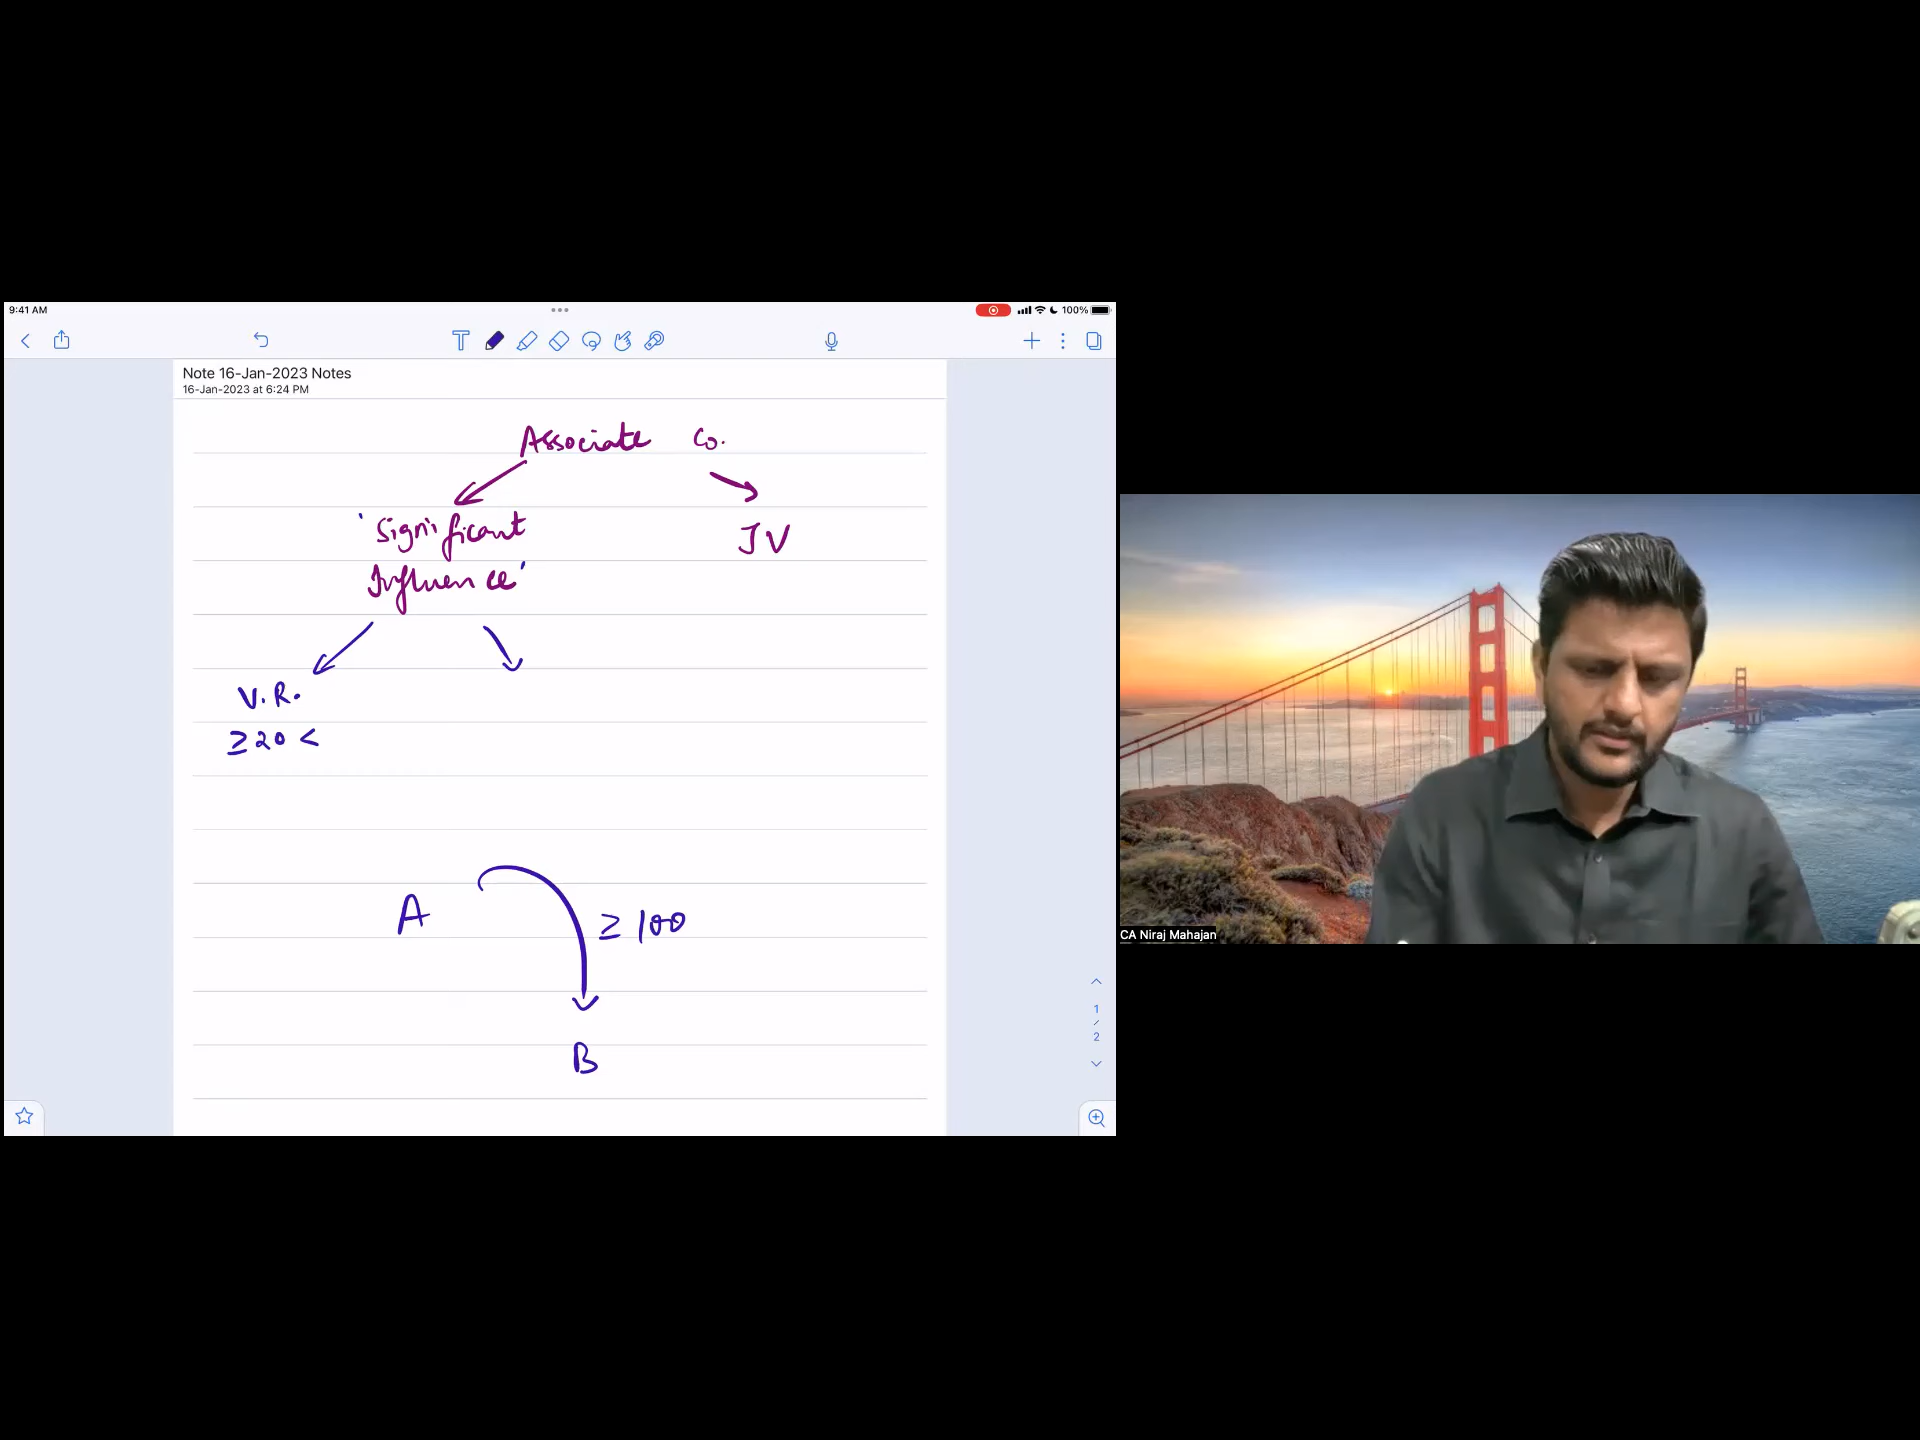 9:41 AM
100%
Note 16-Jan-2023 Notes
16-Jan-2023 at 6:24 PM
Associate Co.
'Significant
Influence'
JV
V.R.
≥20 <
A
≥ 100
B
CA Niraj Mahajan
1
/
2